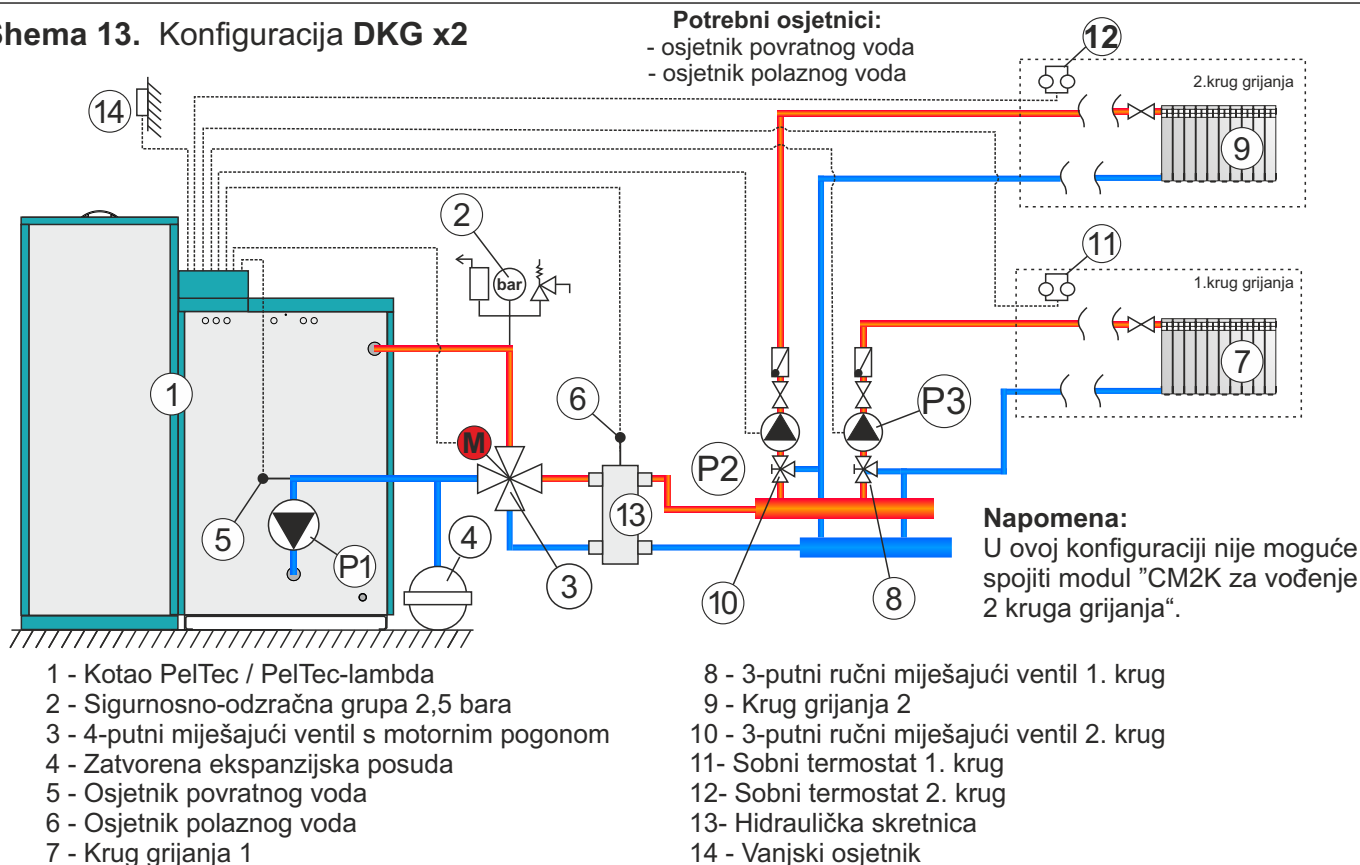 Shema 13. Konfiguracija DKG x2
Potrebni osjetnici:
- osjetnik povratnog voda
- osjetnik polaznog voda
12
2.krug grijanja
14
9
2
11
bar
1.krug grijanja
1
7
6
P3
M
P2
13
5
P1
4
3
10
8
Napomena:
U ovoj konfiguraciji nije moguće
spojiti modul ”CM2K za vođenje
2 kruga grijanja“.
1 - Kotao PelTec / PelTec-lambda
2 - Sigurnosno-odzračna grupa 2,5 bara
3 - 4-putni miješajući ventil s motornim pogonom
4 - Zatvorena ekspanzijska posuda
5 - Osjetnik povratnog voda
6 - Osjetnik polaznog voda
7 - Krug grijanja 1
8 - 3-putni ručni miješajući ventil 1. krug
9 - Krug grijanja 2
10 - 3-putni ručni miješajući ventil 2. krug
11- Sobni termostat 1. krug
12- Sobni termostat 2. krug
13- Hidraulička skretnica
14 - Vanjski osjetnik